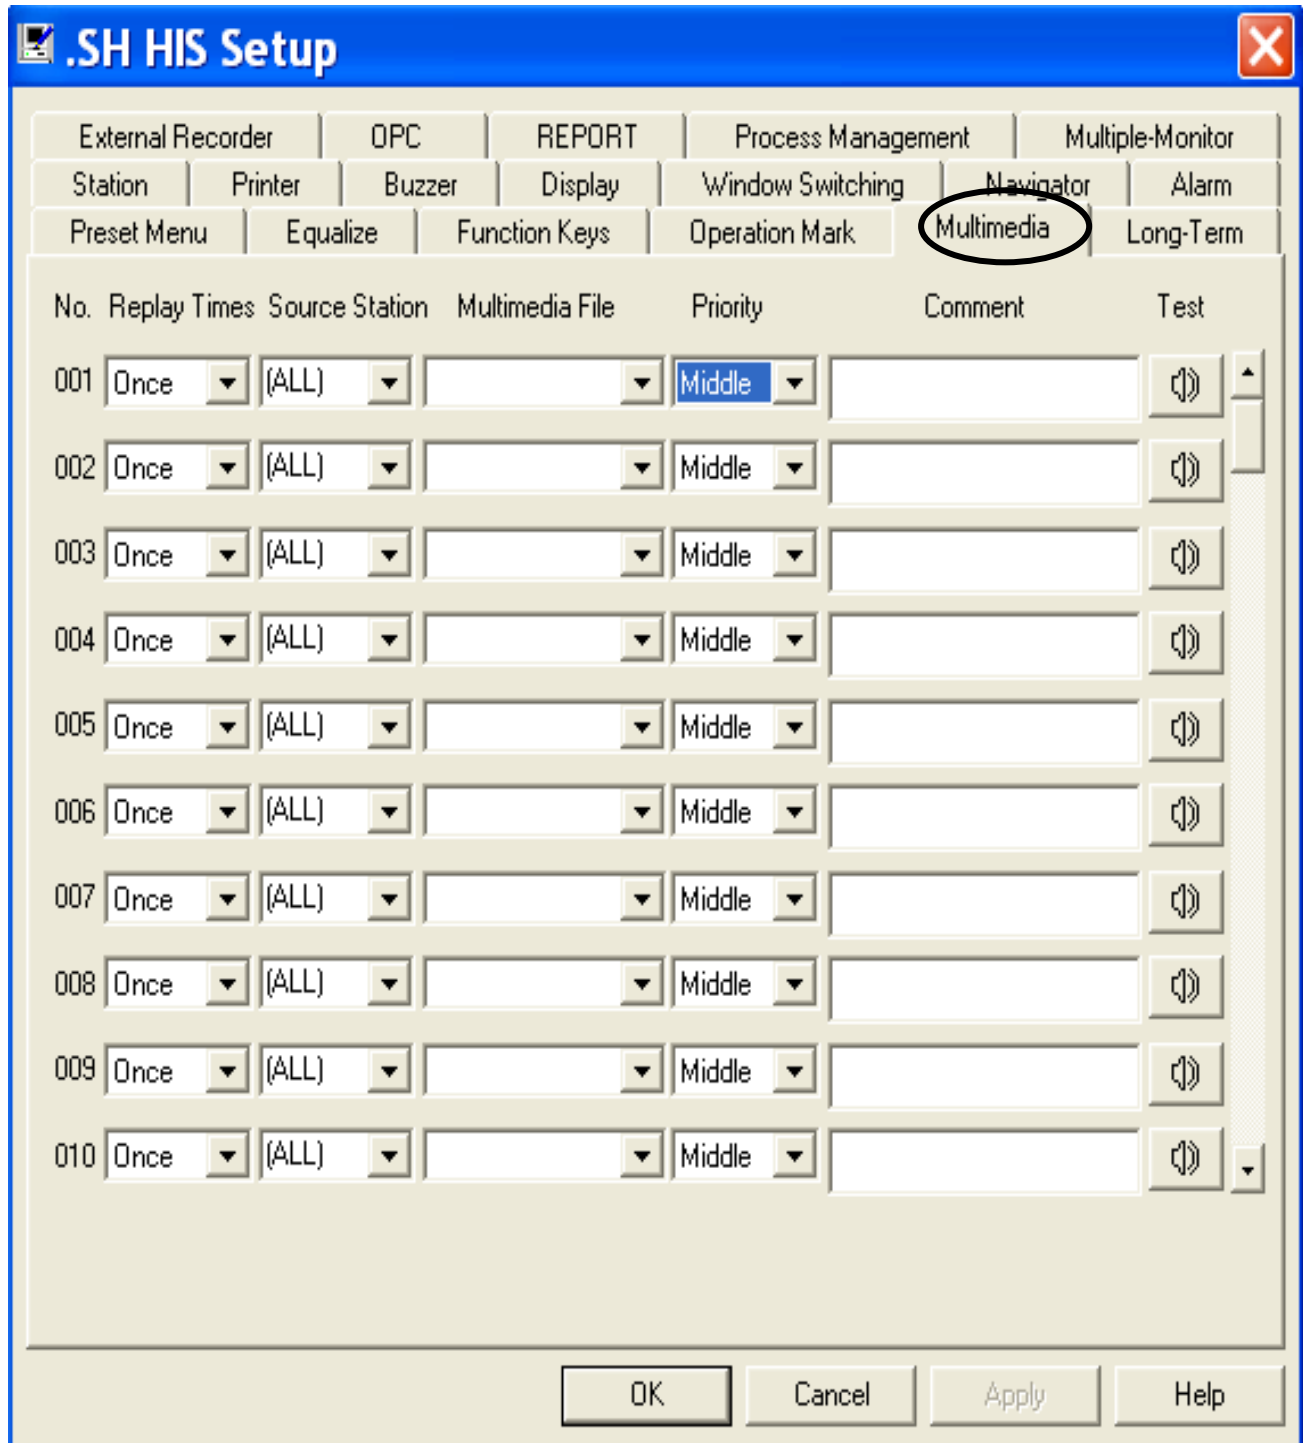 .SH HIS Setup
External Recorder OPC REPORT Process Management Multiple-Monitor
Station Printer Buzzer Display Window Switching Navigator Alarm
Preset Menu Equalize Function Keys Operation Mark Multimedia Long-Term
No. Replay Times Source Station Multimedia File Priority Comment Test
001 Once (ALL) Middle
002 Once (ALL) Middle
003 Once (ALL) Middle
004 Once (ALL) Middle
005 Once (ALL) Middle
006 Once (ALL) Middle
007 Once (ALL) Middle
008 Once (ALL) Middle
009 Once (ALL) Middle
010 Once (ALL) Middle
OK Cancel Apply Help